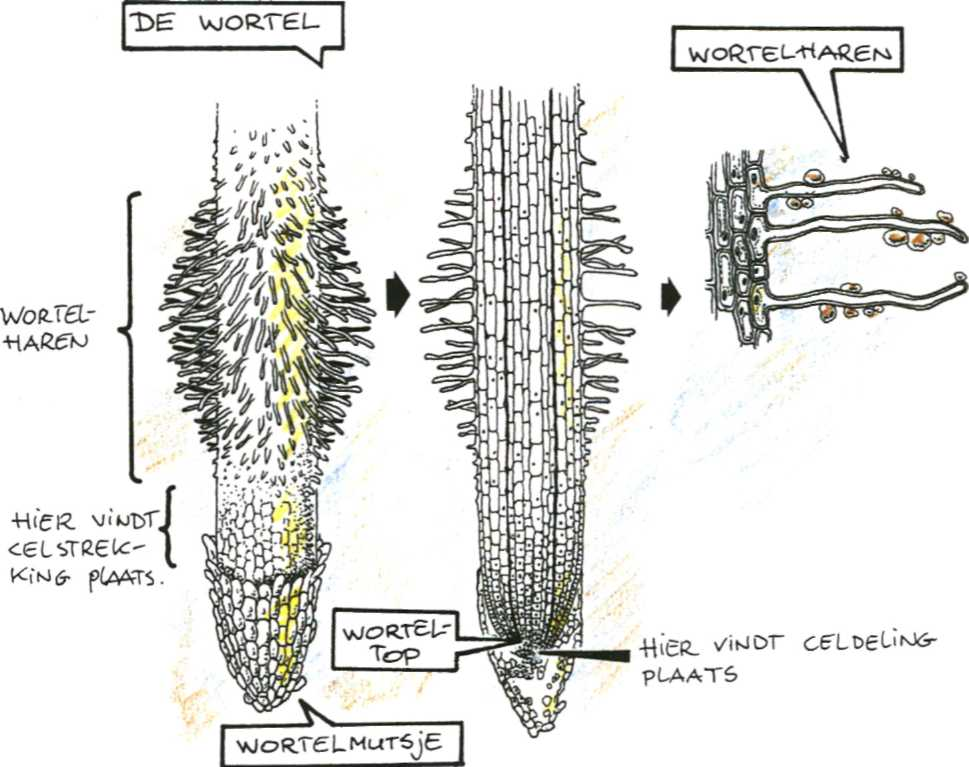 DE WORTEL
WORTELHAREN
WORTEL-
HAREN
HIER VINDT
CELSTREK-
KING PLAATS.
WORTEL-
TOP
HIER VINDT CELDELING
PLAATS
WORTELMUTSJE